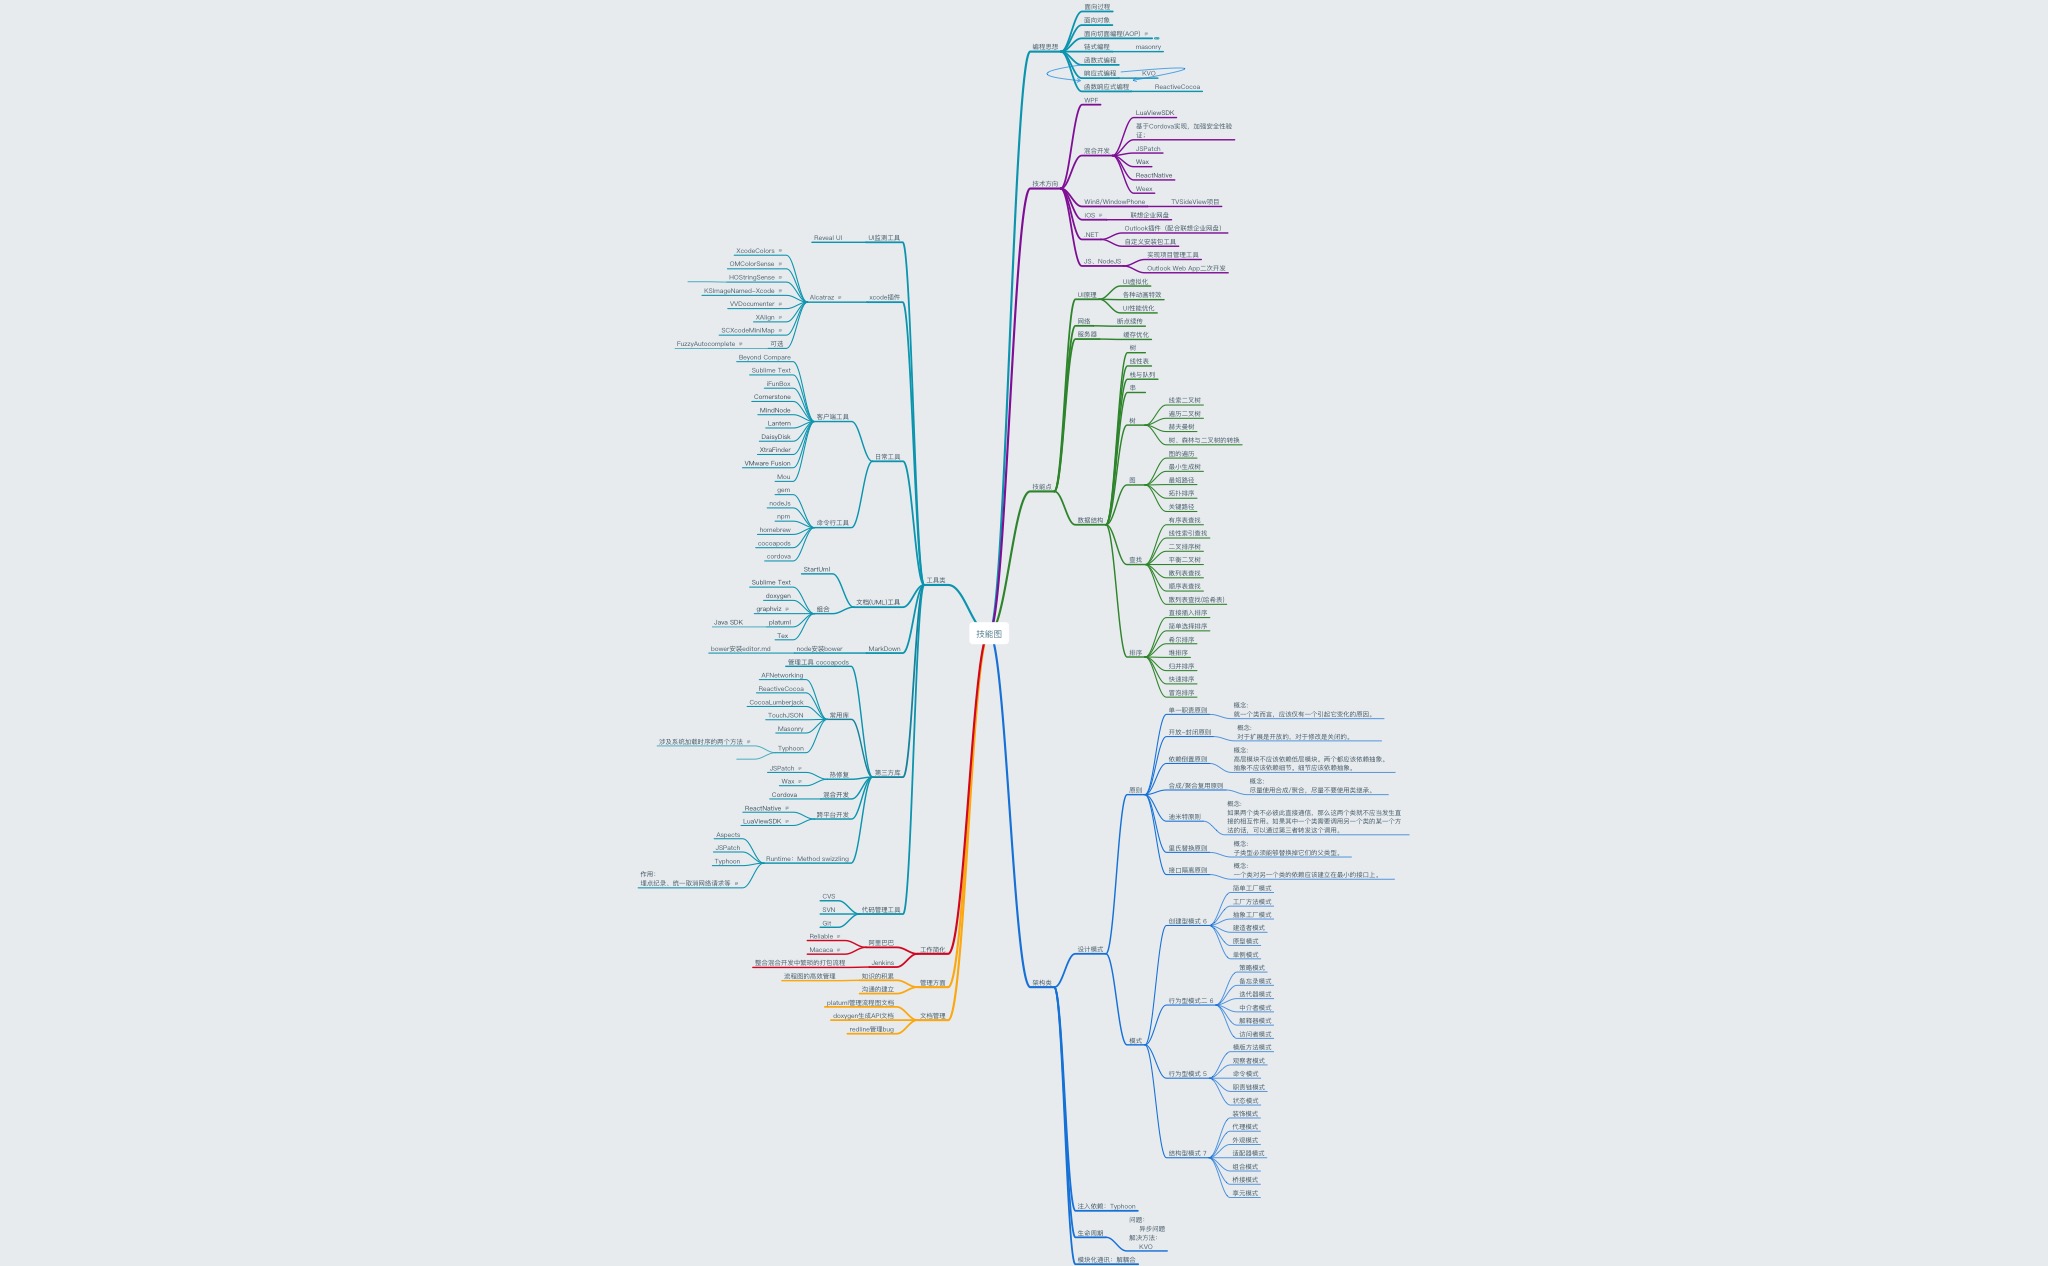 技能图
编程思想
面向过程
面向对象
面向切面编程(AOP)
链式编程
masonry
函数式编程
响应式编程
KVO
函数响应式编程
ReactiveCocoa
技术方向
WPF
混合开发
LuaViewSDK
基于Cordova实现，加强安全性验
证；
JSPatch
Wax
ReactNative
Weex
Win8/WindowPhone
TVSideView项目
iOS
联想企业网盘
.NET
Outlook插件（配合联想企业网盘）
自定义安装包工具
JS、NodeJS
实现项目管理工具
Outlook Web App二次开发
技能点
UI原理
UI虚拟化
各种动画特效
UI性能优化
网络
断点续传
服务器
缓存优化
数据结构
树
线性表
栈与队列
串
树
线索二叉树
遍历二叉树
赫夫曼树
树、森林与二叉树的转换
图
图的遍历
最小生成树
最短路径
拓扑排序
关键路径
查找
有序表查找
线性索引查找
二叉排序树
平衡二叉树
散列表查找
顺序表查找
散列表查找(哈希表)
排序
直接插入排序
简单选择排序
希尔排序
堆排序
归并排序
快速排序
冒泡排序
架构类
设计模式
原则
单一职责原则
概念:
就一个类而言，应该仅有一个引起它变化的原因。
开放-封闭原则
概念:
对于扩展是开放的，对于修改是关闭的。
依赖倒置原则
概念:
高层模块不应该依赖低层模块。两个都应该依赖抽象。
抽象不应该依赖细节。细节应该依赖抽象。
合成/聚合复用原则
概念:
尽量使用合成/聚合，尽量不要使用类继承。
迪米特原则
概念:
如果两个类不必彼此直接通信，那么这两个类就不应当发生直
接的相互作用。如果其中一个类需要调用另一个类的某一个方
法的话，可以通过第三者转发这个调用。
里氏替换原则
概念:
子类型必须能够替换掉它们的父类型。
接口隔离原则
概念:
一个类对另一个类的依赖应该建立在最小的接口上。
模式
创建型模式 6
简单工厂模式
工厂方法模式
抽象工厂模式
建造者模式
原型模式
单例模式
行为型模式二 6
策略模式
备忘录模式
迭代器模式
中介者模式
解释器模式
访问者模式
行为型模式 5
模版方法模式
观察者模式
命令模式
职责链模式
状态模式
结构型模式 7
装饰模式
代理模式
外观模式
适配器模式
组合模式
桥接模式
享元模式
注入依赖：Typhoon
生命周期
问题:
异步问题
解决方法:
KVO
模块化通讯：解耦合
工具类
UI监测工具
Reveal UI
xcode插件
Alcatraz
XcodeColors
OMColorSense
HOStringSense
KSImageNamed-Xcode
VVDocumenter
XAlign
SCXcodeMiniMap
可选
FuzzyAutocomplete
日常工具
客户端工具
Beyond Compare
Sublime Text
iFunBox
Cornerstone
MindNode
Lantern
DaisyDisk
XtraFinder
VMware Fusion
Mou
命令行工具
gem
nodeJs
npm
homebrew
cocoapods
cordova
文档(UML)工具
StartUml
组合
Sublime Text
doxygen
graphviz
platuml
Java SDK
Tex
MarkDown
node安装bower
bower安装editor.md
第三方库
管理工具 cocoapods
常用库
AFNetworking
ReactiveCocoa
CocoaLumberjack
TouchJSON
Masonry
Typhoon
涉及系统加载时序的两个方法
热修复
JSPatch
Wax
混合开发
Cordova
跨平台开发
ReactNative
LuaViewSDK
Runtime：Method swizzling
Aspects
JSPatch
Typhoon
作用:
埋点纪录、统一取消网络请求等
代码管理工具
CVS
SVN
Git
工作简化
阿里巴巴
Reliable
Macaca
Jenkins
整合混合开发中繁琐的打包流程
管理方面
知识的积累
流程图的高效管理
沟通的建立
文档管理
platuml管理流程图文档
doxygen生成API文档
redline管理bug